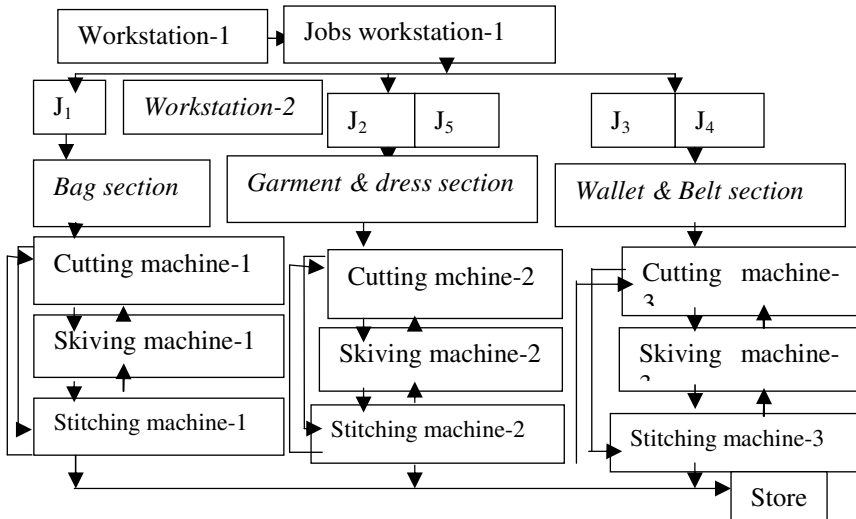 Workstation-1
Jobs workstation-1
J1
Workstation-2
J2
J5
J3
J4
Bag section
Garment & dress section
Wallet & Belt section
Cutting machine-1
Cutting mchine-2
Cutting machine-
3
Skiving machine-1
Skiving machine-2
Skiving machine-
Stitching machine-1
Stitching machine-2
Stitching machine-3
Store